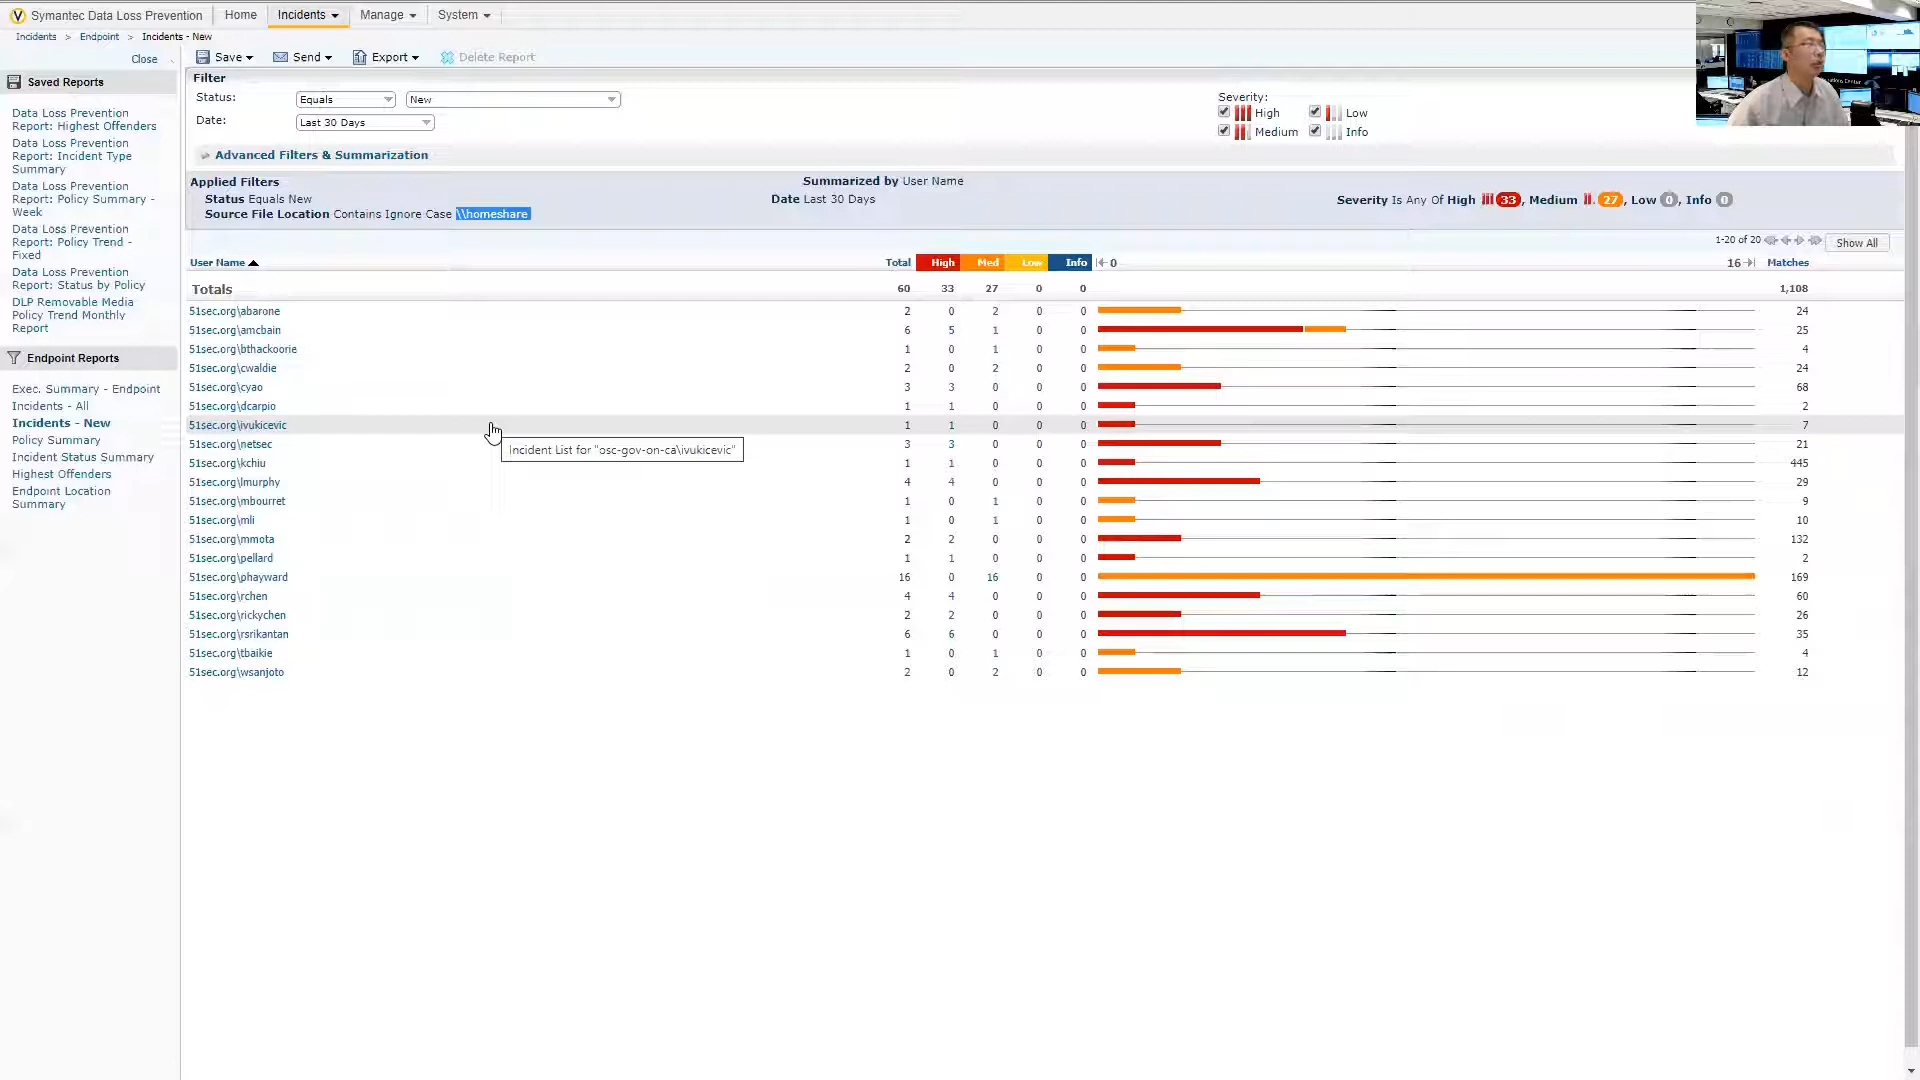 Symantec Data Loss Prevention Home Incidents Manage System
Incidents > Endpoint > Incidents - New
Close
Save Send Export Delete Report
Saved Reports
Data Loss Prevention
Report: Highest Offenders
Data Loss Prevention
Report: Incident Type
Summary
Data Loss Prevention
Report: Policy Summary -
Week
Data Loss Prevention
Report: Policy Trend -
Fixed
Data Loss Prevention
Report: Status by Policy
DLP Removable Media
Policy Trend Monthly
Report
Endpoint Reports
Exec. Summary - Endpoint
Incidents - All
Incidents - New
Policy Summary
Incident Status Summary
Highest Offenders
Endpoint Location
Summary
Filter
Status: Equals New
Date: Last 30 Days
Severity:
High Low
Medium Info
Advanced Filters & Summarization
Applied Filters Summarized by User Name
Status Equals New Date Last 30 Days Severity Is Any Of High 33, Medium 27, Low 0, Info 0
Source File Location Contains Ignore Case \\homeshare
1-20 of 20 Show All
User Name Total High Med Low Info 0 16 Matches
Totals 60 33 27 0 0 1,108
51sec.org\abarone 2 0 2 0 0 24
51sec.org\amcbain 6 5 1 0 0 25
51sec.org\bthackoorie 1 0 1 0 0 4
51sec.org\cwaldie 2 0 2 0 0 24
51sec.org\cyao 3 3 0 0 0 68
51sec.org\dcarpio 1 1 0 0 0 2
51sec.org\ivukicevic 1 1 0 0 0 7
51sec.org\netsec 3 3 0 0 0 21
Incident List for "osc-gov-on-ca\ivukicevic"
51sec.org\kchiu 1 1 0 0 0 445
51sec.org\lmurphy 4 4 0 0 0 29
51sec.org\mbourret 1 0 1 0 0 9
51sec.org\mli 1 0 1 0 0 10
51sec.org\mmota 2 2 0 0 0 132
51sec.org\pellard 1 1 0 0 0 2
51sec.org\phayward 16 0 16 0 0 169
51sec.org\rchen 4 4 0 0 0 60
51sec.org\rickychen 2 2 0 0 0 26
51sec.org\rsrikantan 6 6 0 0 0 35
51sec.org\tbaikie 1 0 1 0 0 4
51sec.org\wsanjoto 2 0 2 0 0 12